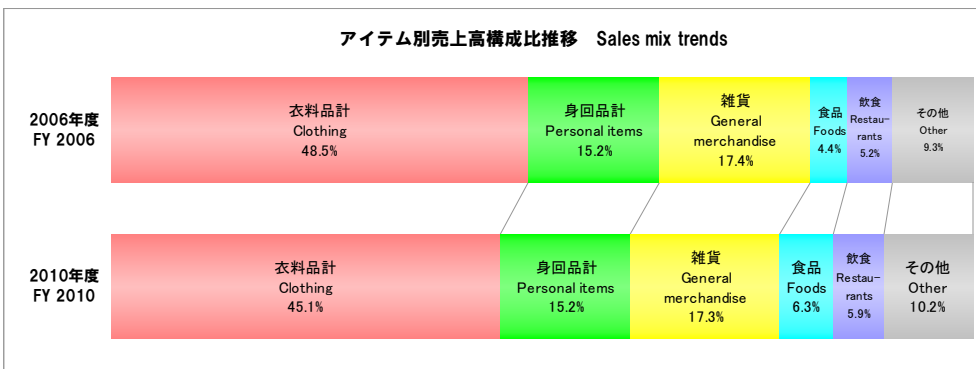 アイテム別売上高構成比推移 Sales mix trends
2006年度
FY 2006
衣料品計
Clothing
48.5%
身回品計
Personal items
15.2%
雑貨
General
merchandise
17.4%
食品
Foods
4.4%
飲食
Restau-
rants
5.2%
その他
Other
9.3%
2010年度
FY 2010
衣料品計
Clothing
45.1%
身回品計
Personal items
15.2%
雑貨
General
merchandise
17.3%
食品
Foods
6.3%
飲食
Restau-
rants
5.9%
その他
Other
10.2%